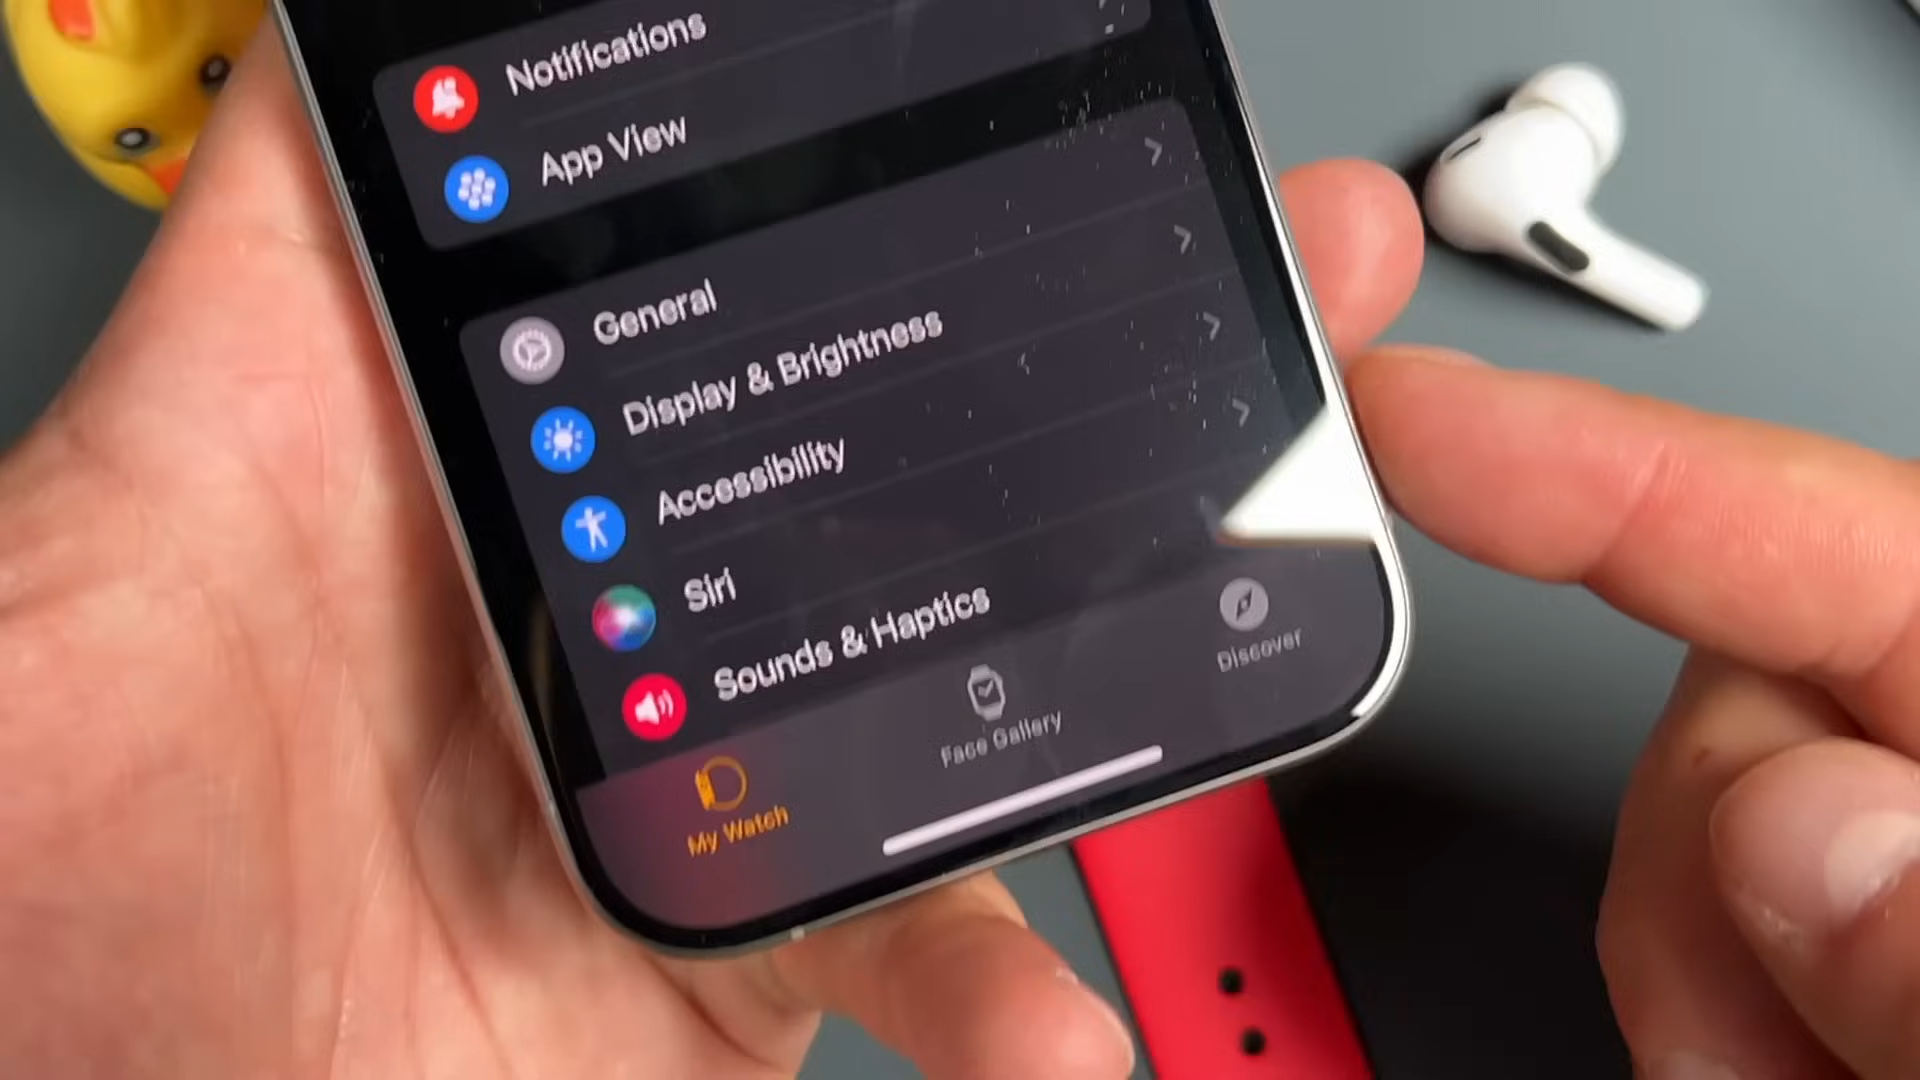 Notifications
App View
General
Display & Brightness
Accessibility
Siri
Sounds & Haptics
My Watch
Face Gallery
Discover